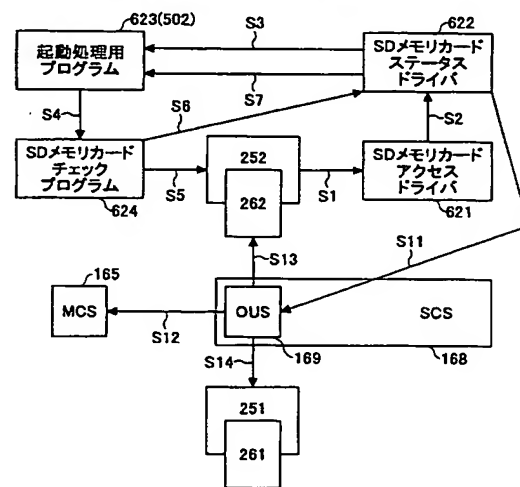 623(502)
起動処理用
プログラム
S3
S7
622
SDメモリカード
ステータス
ドライバ
S4
S6
S2
SDメモリカード
チェック
プログラム
624
S5
252
262
S1
SDメモリカード
アクセス
ドライバ
621
S13
S11
165
MCS
S12
OUS
SCS
S14
169
168
251
261